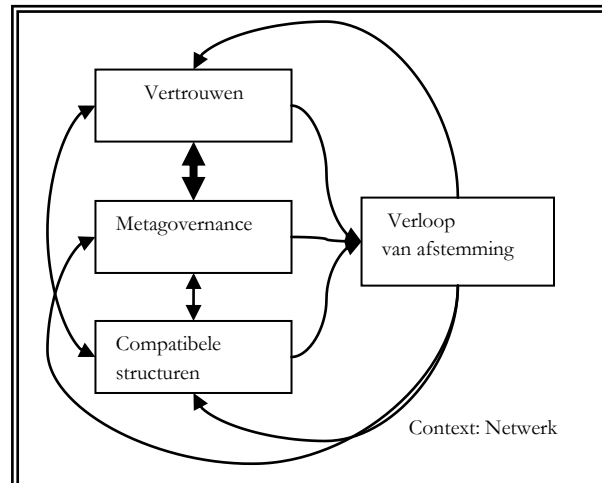 Vertrouwen
Metagovernance
Verloop
van afstemming
Compatibele
structuren
Context: Netwerk